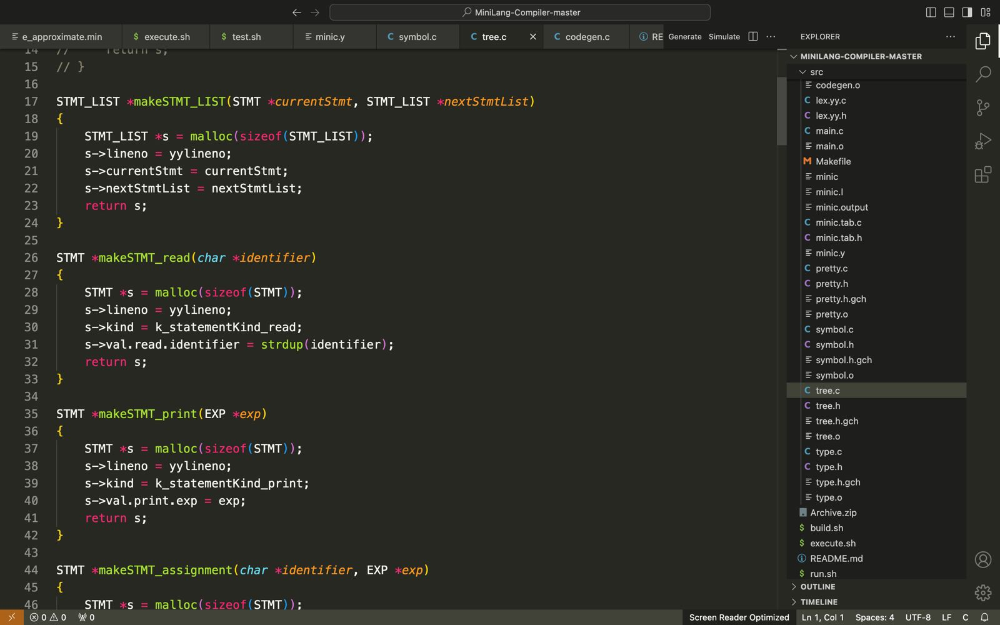 MiniLang-Compiler-master
e_approximate.min
$ execute.sh
$ test.sh
minic.y
C symbol.c
C tree.c
C codegen.c
RE
Generate
Simulate
14 // return s;
15 // }
16
17 STMT_LIST *makeSTMT_LIST(STMT *currentStmt, STMT_LIST *nextStmtList)
18 {
19 STMT_LIST *s = malloc(sizeof(STMT_LIST));
20 s->lineno = yylineno;
21 s->currentStmt = currentStmt;
22 s->nextStmtList = nextStmtList;
23 return s;
24 }
25
26 STMT *makeSTMT_read(char *identifier)
27 {
28 STMT *s = malloc(sizeof(STMT));
29 s->lineno = yylineno;
30 s->kind = k_statementKind_read;
31 s->val.read.identifier = strdup(identifier);
32 return s;
33 }
34
35 STMT *makeSTMT_print(EXP *exp)
36 {
37 STMT *s = malloc(sizeof(STMT));
38 s->lineno = yylineno;
39 s->kind = k_statementKind_print;
40 s->val.print.exp = exp;
41 return s;
42 }
43
44 STMT *makeSTMT_assignment(char *identifier, EXP *exp)
45 {
46 STMT *s = malloc(sizeof(STMT));
EXPLORER
MINILANG-COMPILER-MASTER
src
codegen.o
C lex.yy.c
C lex.yy.h
C main.c
main.o
M Makefile
minic
minic.l
minic.output
C minic.tab.c
C minic.tab.h
minic.y
C pretty.c
C pretty.h
pretty.h.gch
pretty.o
C symbol.c
C symbol.h
symbol.h.gch
symbol.o
C tree.c
C tree.h
tree.h.gch
tree.o
C type.c
C type.h
type.h.gch
type.o
Archive.zip
$ build.sh
$ execute.sh
README.md
$ run.sh
OUTLINE
TIMELINE
0 0 0
Screen Reader Optimized
Ln 1, Col 1
Spaces: 4
UTF-8
LF
C